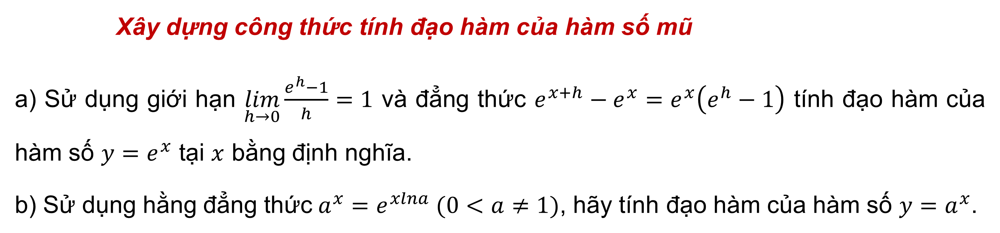 Xây dựng công thức tính đạo hàm của hàm số mũ
a) Sử dụng giới hạn $\lim_{h \to 0} \frac{e^h - 1}{h} = 1$ và đẳng thức $e^{x+h} - e^x = e^x(e^h - 1)$ tính đạo hàm của
hàm số $y = e^x$ tại $x$ bằng định nghĩa.
b) Sử dụng hằng đẳng thức $a^x = e^{xlna}$ $(0 < a \neq 1)$, hãy tính đạo hàm của hàm số $y = a^x$.